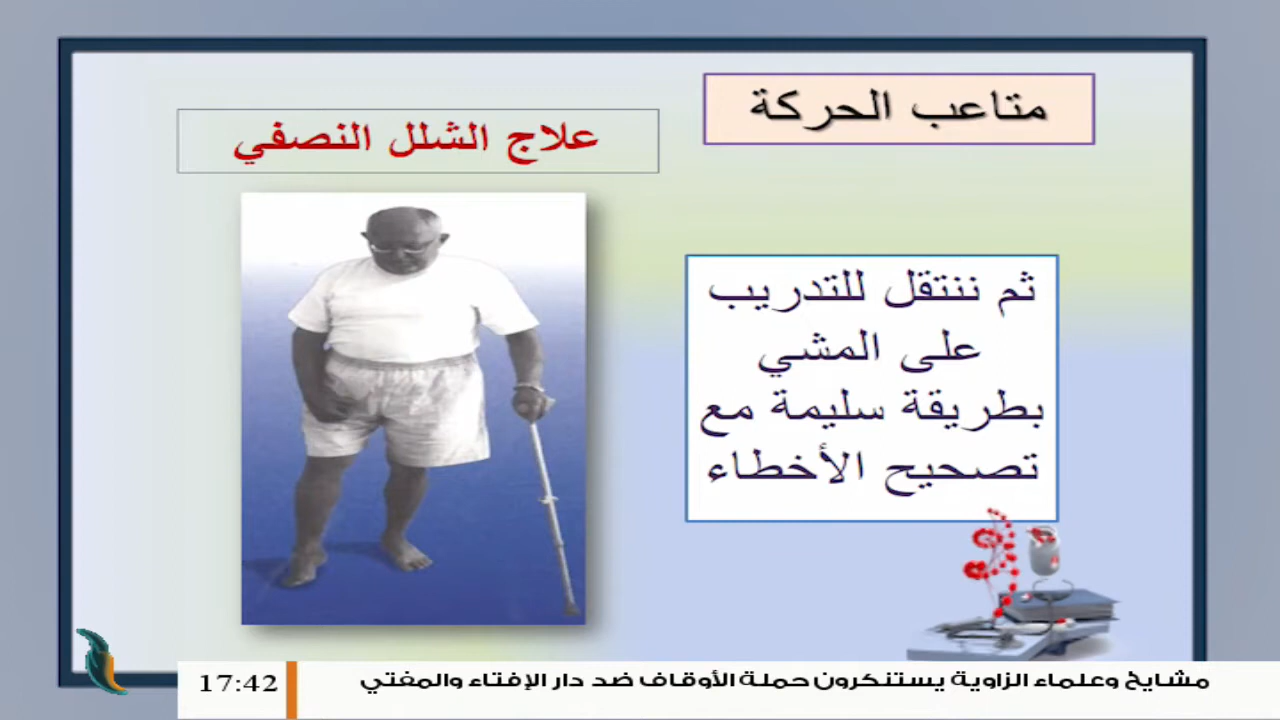 متاعب الحركة
علاج الشلل النصفي
ثم ننتقل للتدريب
على المشي
بطريقة سليمة مع
تصحيح الأخطاء
مشايخ وعلماء الزاوية يستنكرون حملة الأوقاف ضد دار الإفتاء والمفتي
17:42